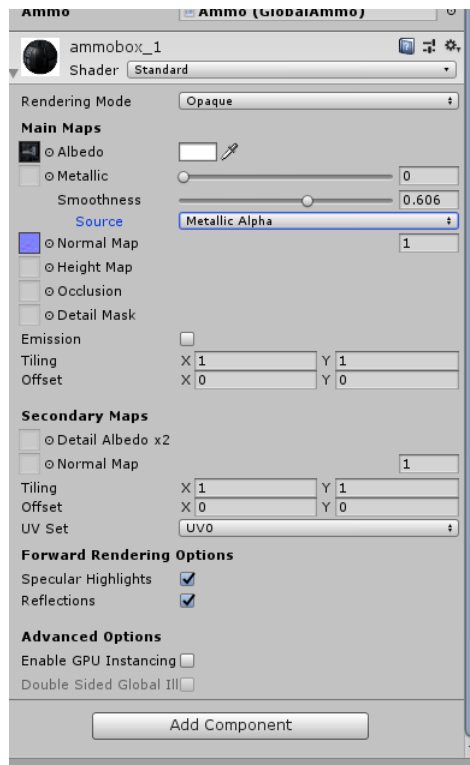 Ammo Ammo (GlobalAmmo)
ammobox_1
Shader Standard
Rendering Mode Opaque
Main Maps
Albedo
Metallic 0
Smoothness 0.606
Source Metallic Alpha
Normal Map 1
Height Map
Occlusion
Detail Mask
Emission
Tiling X 1 Y 1
Offset X 0 Y 0
Secondary Maps
Detail Albedo x2
Normal Map 1
Tiling X 1 Y 1
Offset X 0 Y 0
UV Set UV0
Forward Rendering Options
Specular Highlights
Reflections
Advanced Options
Enable GPU Instancing
Double Sided Global Ill
Add Component